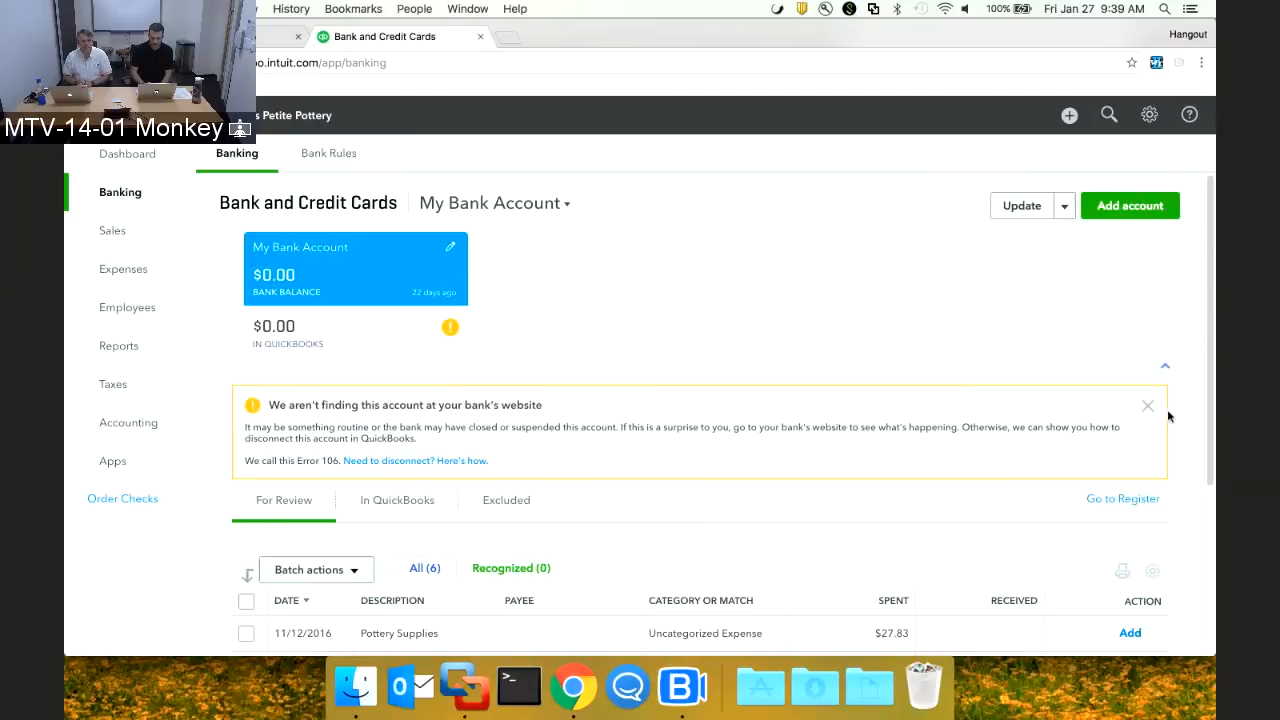 History Bookmarks People Window Help 100% Fri Jan 27 9:39 AM
Bank and Credit Cards
Hangout
o.intuit.com/app/banking
MTV-14-01 Monkey
s Petite Pottery
Dashboard
Banking
Sales
Expenses
Employees
Reports
Taxes
Accounting
Apps
Order Checks
Banking Bank Rules
Bank and Credit Cards My Bank Account
Update Add account
My Bank Account
$0.00
BANK BALANCE 22 days ago
$0.00
IN QUICKBOOKS
We aren't finding this account at your bank's website
It may be something routine or the bank may have closed or suspended this account. If this is a surprise to you, go to your bank's website to see what's happening. Otherwise, we can show you how to
disconnect this account in QuickBooks.
We call this Error 106. Need to disconnect? Here's how.
For Review In QuickBooks Excluded Go to Register
Batch actions All (6) Recognized (0)
DATE DESCRIPTION PAYEE CATEGORY OR MATCH SPENT RECEIVED ACTION
11/12/2016 Pottery Supplies Uncategorized Expense $27.83 Add